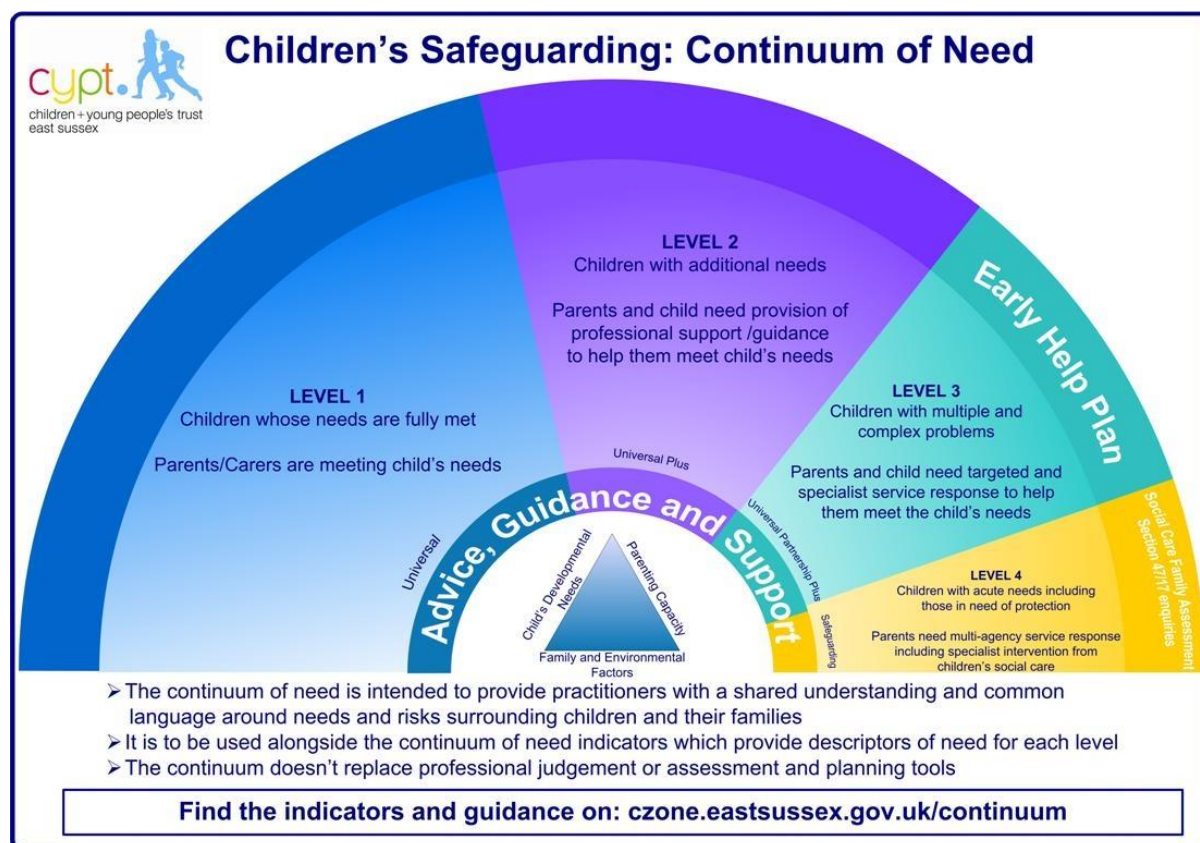 Children's Safeguarding: Continuum of Need
cypt.
children + young people's trust
east sussex
LEVEL 1
Children whose needs are fully met
Parents/Carers are meeting child's needs
LEVEL 2
Children with additional needs
Parents and child need provision of
professional support /guidance
to help them meet child's needs
Early Help Plan
LEVEL 3
Children with multiple and
complex problems
Parents and child need targeted and
specialist service response to help
them meet the child's needs
Social Care Family Assessment
Section 47/17 enquiries
LEVEL 4
Children with acute needs including
those in need of protection
Parents need multi-agency service response
including specialist intervention from
children's social care
Universal
Universal Plus
Universal Partnership Plus
Safeguarding
Advice, Guidance and Support
Child's Developmental
Needs
Parenting Capacity
Family and Environmental
Factors
➢ The continuum of need is intended to provide practitioners with a shared understanding and common
language around needs and risks surrounding children and their families
➢ It is to be used alongside the continuum of need indicators which provide descriptors of need for each level
➢ The continuum doesn't replace professional judgement or assessment and planning tools
Find the indicators and guidance on: czone.eastsussex.gov.uk/continuum